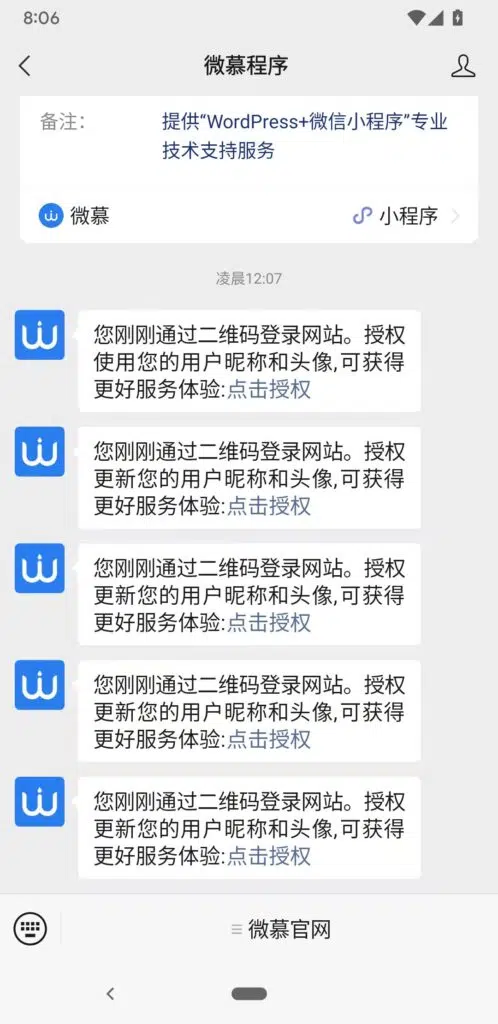 8:06
微慕程序
备注：
提供“WordPress+微信小程序”专业
技术支持服务
微慕
小程序
凌晨12:07
您刚刚通过二维码登录网站。授权
使用您的用户昵称和头像,可获得
更好服务体验:点击授权
您刚刚通过二维码登录网站。授权
更新您的用户昵称和头像,可获得
更好服务体验:点击授权
您刚刚通过二维码登录网站。授权
更新您的用户昵称和头像,可获得
更好服务体验:点击授权
您刚刚通过二维码登录网站。授权
更新您的用户昵称和头像,可获得
更好服务体验:点击授权
您刚刚通过二维码登录网站。授权
更新您的用户昵称和头像,可获得
更好服务体验:点击授权
微慕官网